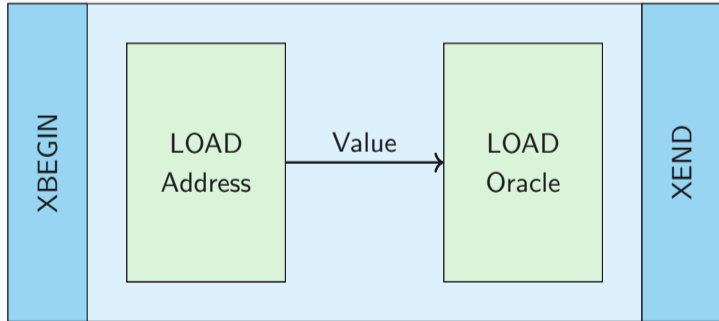 XBEGIN
LOAD
Address
Value
LOAD
Oracle
XEND